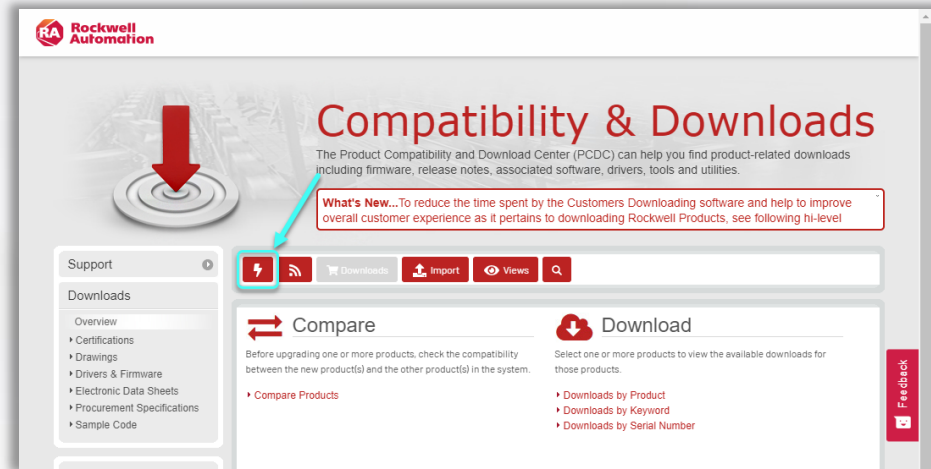 Rockwell
Automation
RA
Compatibility & Downloads
The Product Compatibility and Download Center (PCDC) can help you find product-related downloads
including firmware, release notes, associated software, drivers, tools and utilities.
What's New...To reduce the time spent by the Customers Downloading software and help to improve
overall customer experience as it pertains to downloading Rockwell Products, see following hi-level
Support
Downloads
Overview
Certifications
Drawings
Drivers & Firmware
Electronic Data Sheets
Procurement Specifications
Sample Code
Downloads
Import
Views
Compare
Before upgrading one or more products, check the compatibility
between the new product(s) and the other product(s) in the system.
Compare Products
Download
Select one or more products to view the available downloads for
those products.
Downloads by Product
Downloads by Keyword
Downloads by Serial Number
Feedback